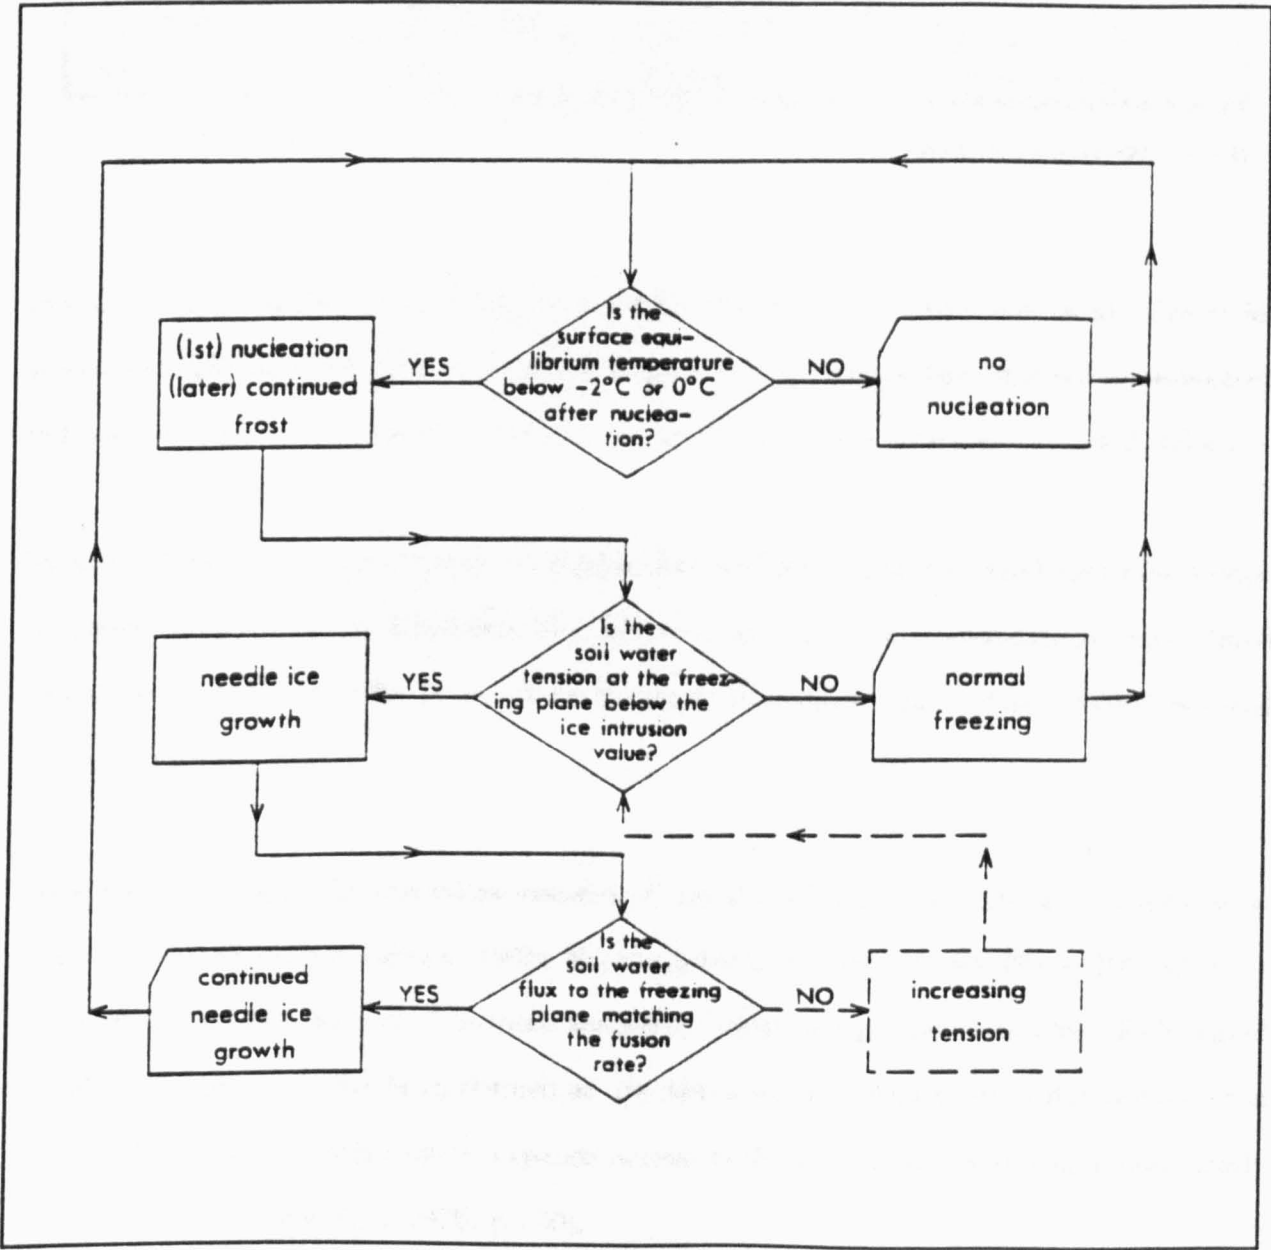 Is the
surface equi-
librium temperature
below -2°C or 0°C
after nuclea-
tion?
YES
(1st) nucleation
(later) continued
frost
NO
no
nucleation
Is the
soil water
tension at the freez-
ing plane below the
ice intrusion
value?
YES
needle ice
growth
NO
normal
freezing
Is the
soil water
flux to the freezing
plane matching
the fusion
rate?
YES
continued
needle ice
growth
NO
increasing
tension